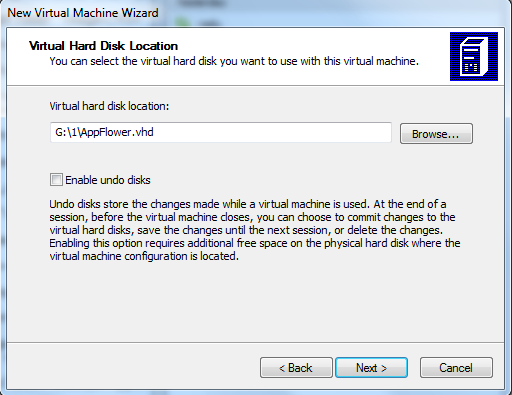 New Virtual Machine Wizard
Virtual Hard Disk Location
You can select the virtual hard disk you want to use with this virtual machine.
Virtual hard disk location:
G:\1\AppFlower.vhd
Browse...
Enable undo disks
Undo disks store the changes made while a virtual machine is used. At the end of a
session, before the virtual machine closes, you can choose to commit changes to the
virtual hard disks, save the changes until the next session, or delete the changes.
Enabling this option requires additional free space on the physical hard disk where the
virtual machine configuration is located.
< Back
Next >
Cancel